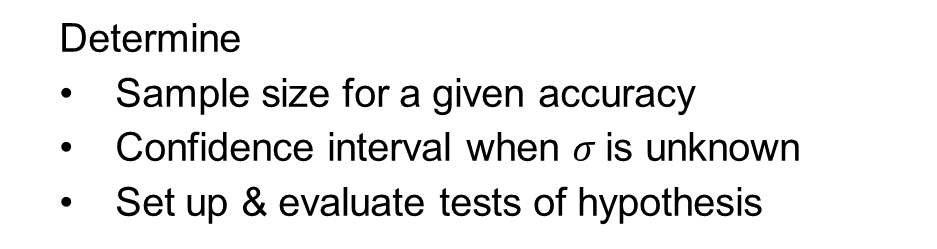 Determine
• Sample size for a given accuracy
• Confidence interval when 𝜎 is unknown
• Set up & evaluate tests of hypothesis